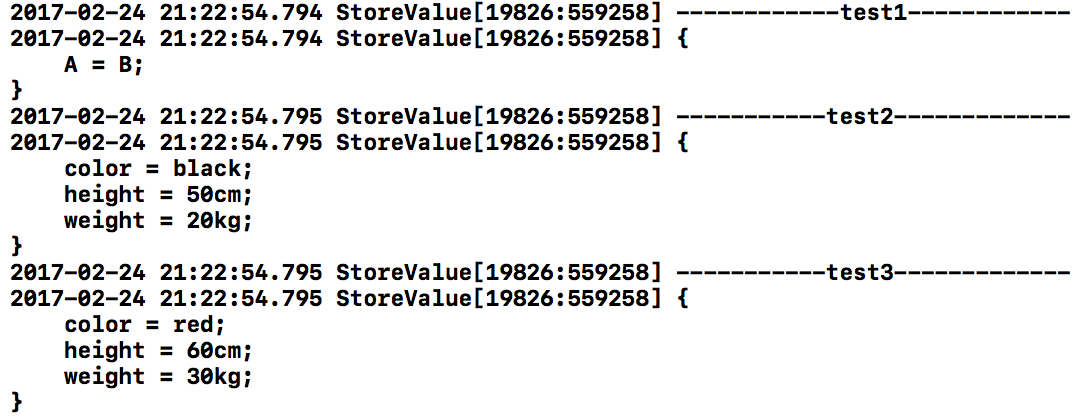 2017-02-24 21:22:54.794 StoreValue[19826:559258] ------------test1------------
2017-02-24 21:22:54.794 StoreValue[19826:559258] {
    A = B;
}
2017-02-24 21:22:54.795 StoreValue[19826:559258] -----------test2-------------
2017-02-24 21:22:54.795 StoreValue[19826:559258] {
    color = black;
    height = 50cm;
    weight = 20kg;
}
2017-02-24 21:22:54.795 StoreValue[19826:559258] -----------test3-------------
2017-02-24 21:22:54.795 StoreValue[19826:559258] {
    color = red;
    height = 60cm;
    weight = 30kg;
}